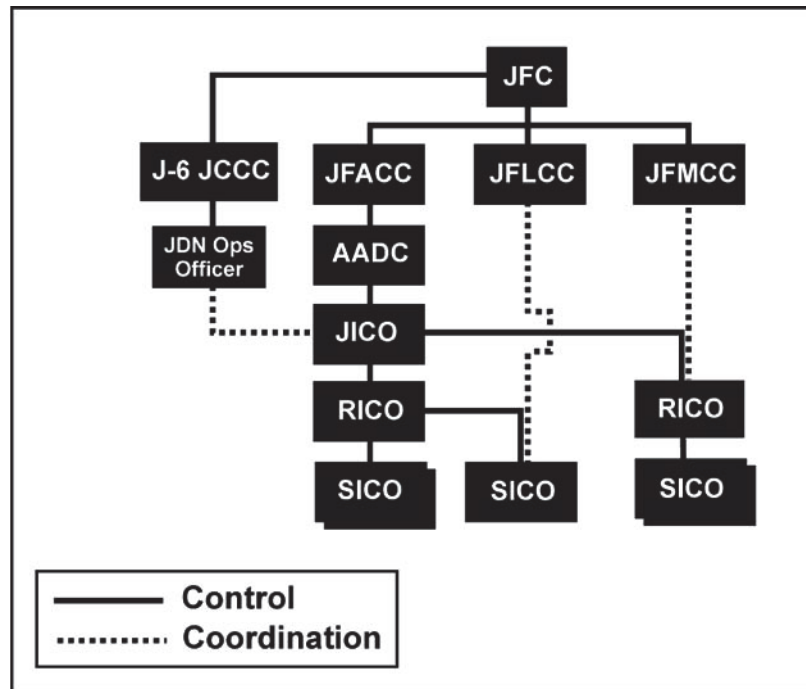 JFC
J-6 JCCC
JFACC
JFLCC
JFMCC
JDN Ops
Officer
AADC
JICO
RICO
RICO
SICO
SICO
SICO
Control
Coordination